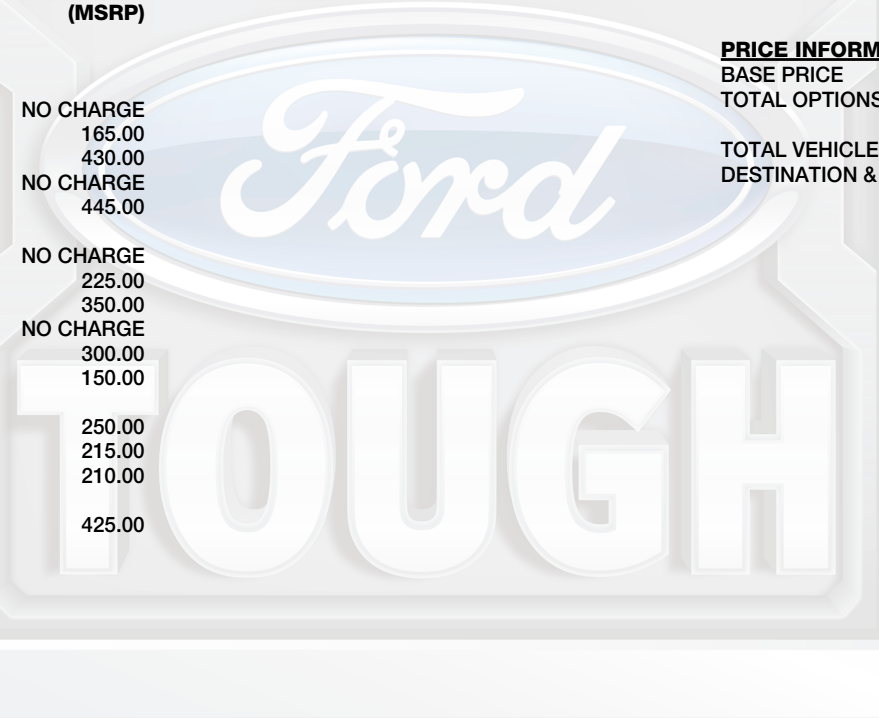 (MSRP)
NO CHARGE
165.00
430.00
NO CHARGE
445.00
NO CHARGE
225.00
350.00
NO CHARGE
300.00
150.00
250.00
215.00
210.00
425.00
PRICE INFORM
BASE PRICE
TOTAL OPTIONS
TOTAL VEHICLE
DESTINATION &
Ford
TOUGH